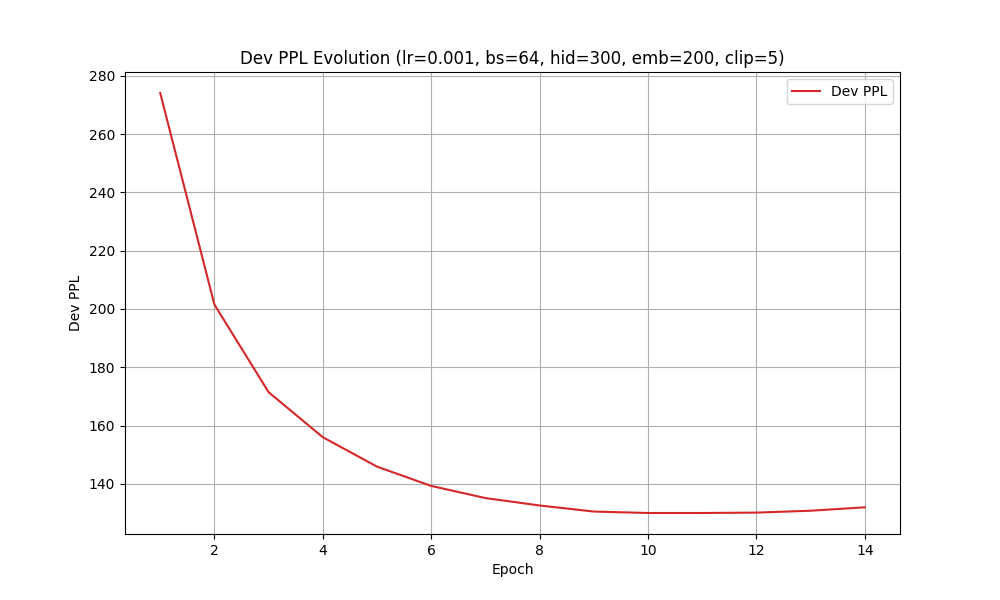 Dev PPL Evolution (lr=0.001, bs=64, hid=300, emb=200, clip=5)
Dev PPL
280
260
240
220
200
180
160
140
Dev PPL
2 4 6 8 10 12 14
Epoch